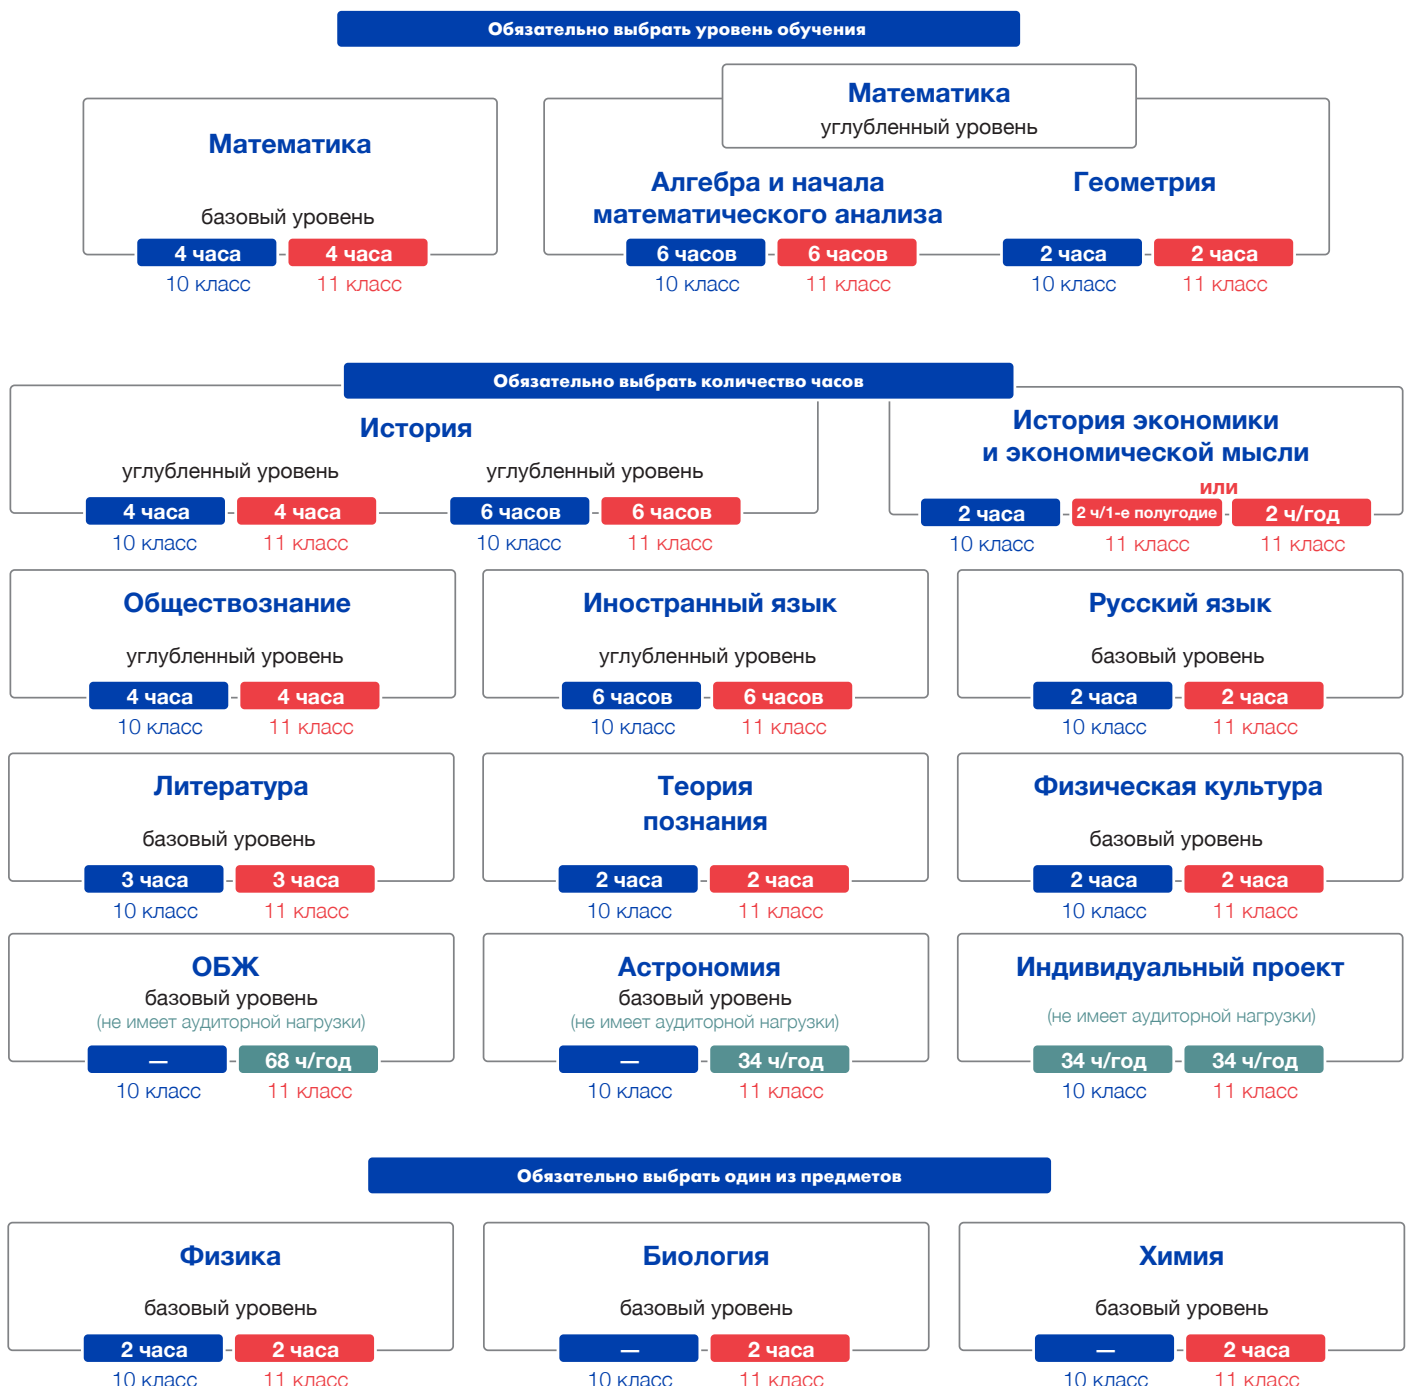 Обязательно выбрать уровень обучения
Математика
базовый уровень
4 часа 4 часа
10 класс 11 класс
Математика
углубленный уровень
Алгебра и начала
математического анализа
6 часов 6 часов
10 класс 11 класс
Геометрия
2 часа 2 часа
10 класс 11 класс
Обязательно выбрать количество часов
История
углубленный уровень углубленный уровень
4 часа 4 часа 6 часов 6 часов
10 класс 11 класс 10 класс 11 класс
История экономики
и экономической мысли
или
2 часа 2 ч/1-е полугодие 2 ч/год
10 класс 11 класс 11 класс
Обществознание
углубленный уровень
4 часа 4 часа
10 класс 11 класс
Иностранный язык
углубленный уровень
6 часов 6 часов
10 класс 11 класс
Русский язык
базовый уровень
2 часа 2 часа
10 класс 11 класс
Литература
базовый уровень
3 часа 3 часа
10 класс 11 класс
Теория
познания
2 часа 2 часа
10 класс 11 класс
Физическая культура
базовый уровень
2 часа 2 часа
10 класс 11 класс
ОБЖ
базовый уровень
(не имеет аудиторной нагрузки)
— 68 ч/год
10 класс 11 класс
Астрономия
базовый уровень
(не имеет аудиторной нагрузки)
— 34 ч/год
10 класс 11 класс
Индивидуальный проект
(не имеет аудиторной нагрузки)
34 ч/год 34 ч/год
10 класс 11 класс
Обязательно выбрать один из предметов
Физика
базовый уровень
2 часа 2 часа
10 класс 11 класс
Биология
базовый уровень
— 2 часа
10 класс 11 класс
Химия
базовый уровень
— 2 часа
10 класс 11 класс